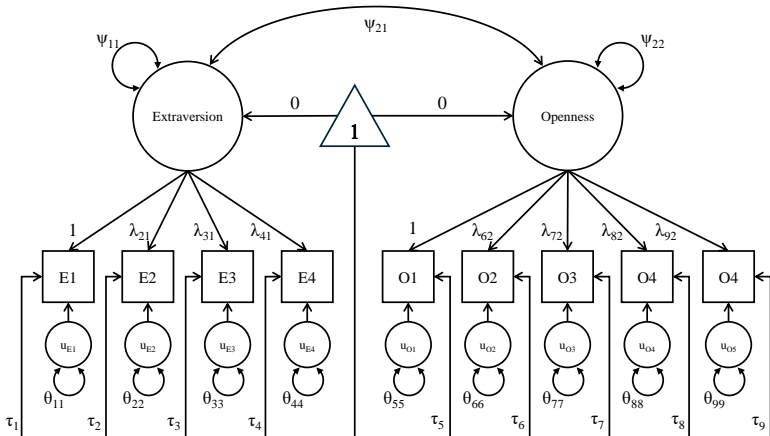 ψ21
ψ11
ψ22
Extraversion
0
1
0
Openness
1
λ21
λ31
λ41
1
λ62
λ72
λ82
λ92
E1
E2
E3
E4
O1
O2
O3
O4
O4
uE1
uE2
uE3
uE4
uO1
uO2
uO3
uO4
uO5
θ11
θ22
θ33
θ44
θ55
θ66
θ77
θ88
θ99
τ1
τ2
τ3
τ4
τ5
τ6
τ7
τ8
τ9